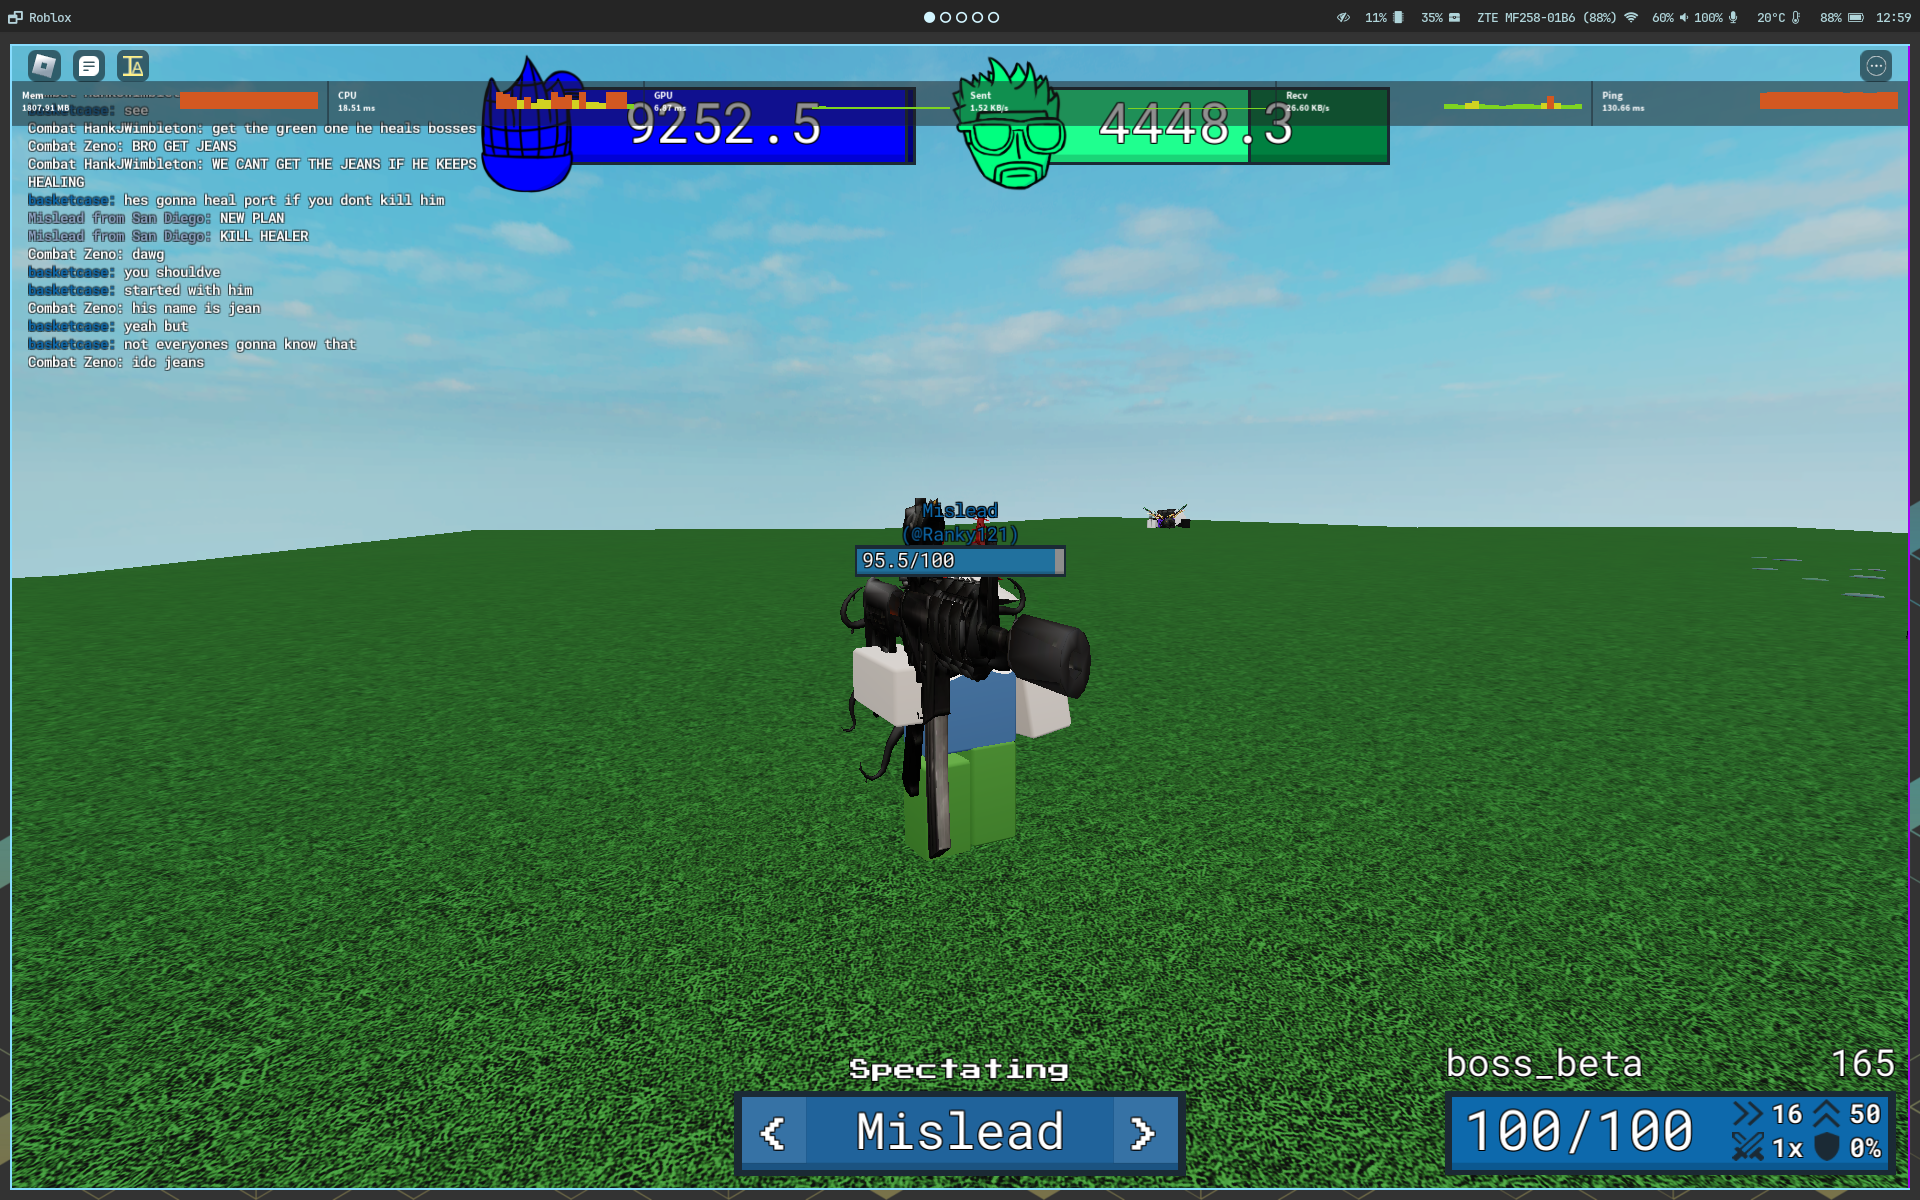 Roblox
11%
35%
ZTE MF258-01B6 (88%)
60%
100%
20°C
88%
12:59
Mem
1807.91 MB
CPU
18.51 ms
GPU
6.87 ms
Sent
1.52 KB/s
Recv
26.60 KB/s
Ping
130.66 ms
9252.5
4448.3
basketcase: see
Combat HankJWimbleton: get the green one he heals bosses
Combat Zeno: BRO GET JEANS
Combat HankJWimbleton: WE CANT GET THE JEANS IF HE KEEPS
HEALING
basketcase: hes gonna heal port if you dont kill him
Mislead from San Diego: NEW PLAN
Mislead from San Diego: KILL HEALER
Combat Zeno: dawg
basketcase: you shouldve
basketcase: started with him
Combat Zeno: his name is jean
basketcase: yeah but
basketcase: not everyones gonna know that
Combat Zeno: idc jeans
Mislead
(@Ranky121)
95.5/100
Spectating
Mislead
boss_beta 165
100/100
16
50
1x
0%